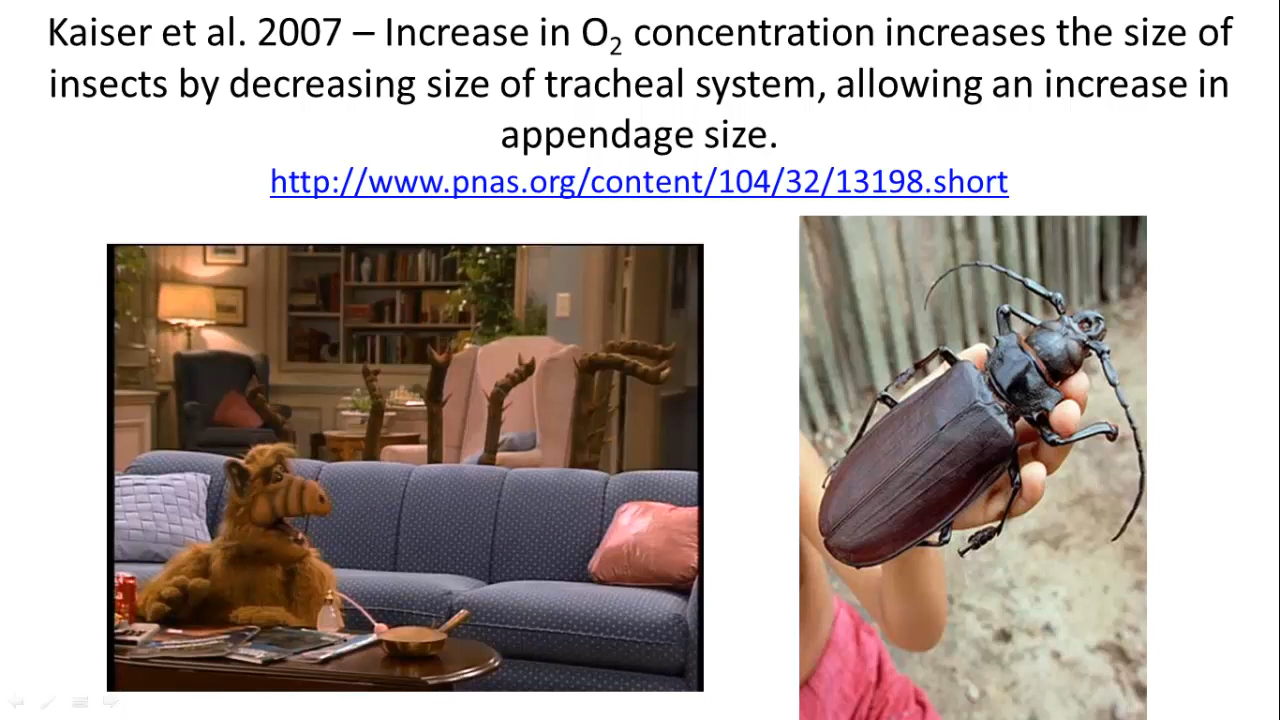 Kaiser et al. 2007 – Increase in O₂ concentration increases the size of
insects by decreasing size of tracheal system, allowing an increase in
appendage size.
http://www.pnas.org/content/104/32/13198.short